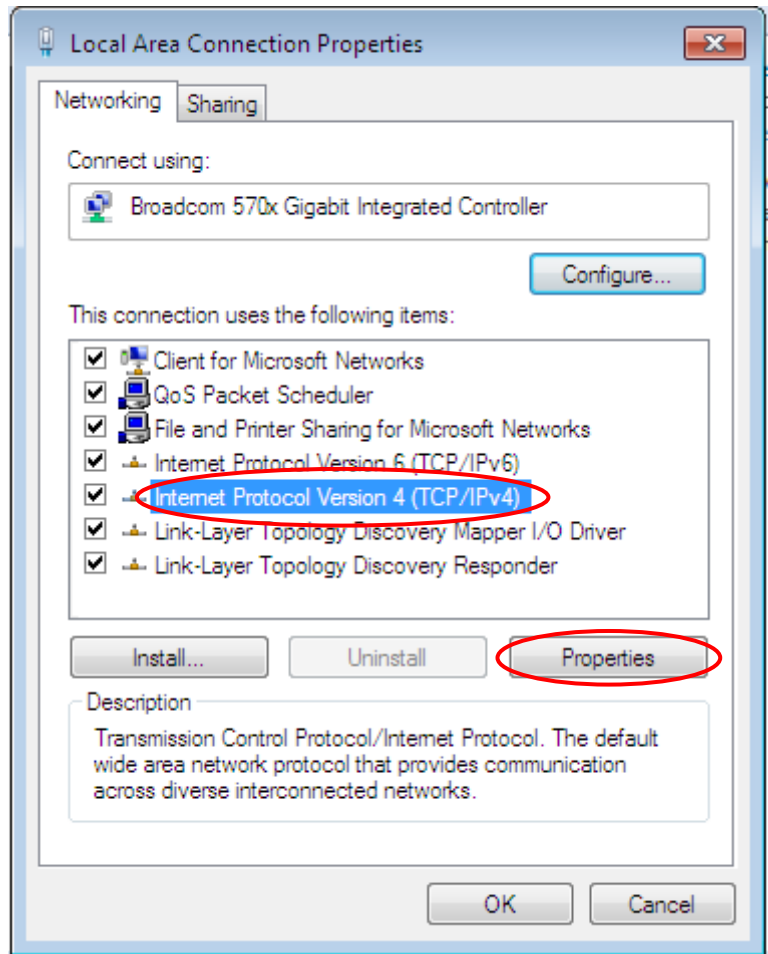 Local Area Connection Properties
Networking
Sharing
Connect using:
Broadcom 570x Gigabit Integrated Controller
Configure...
This connection uses the following items:
Client for Microsoft Networks
QoS Packet Scheduler
File and Printer Sharing for Microsoft Networks
Internet Protocol Version 6 (TCP/IPv6)
Internet Protocol Version 4 (TCP/IPv4)
Link-Layer Topology Discovery Mapper I/O Driver
Link-Layer Topology Discovery Responder
Install...
Uninstall
Properties
Description
Transmission Control Protocol/Internet Protocol. The default
wide area network protocol that provides communication
across diverse interconnected networks.
OK
Cancel